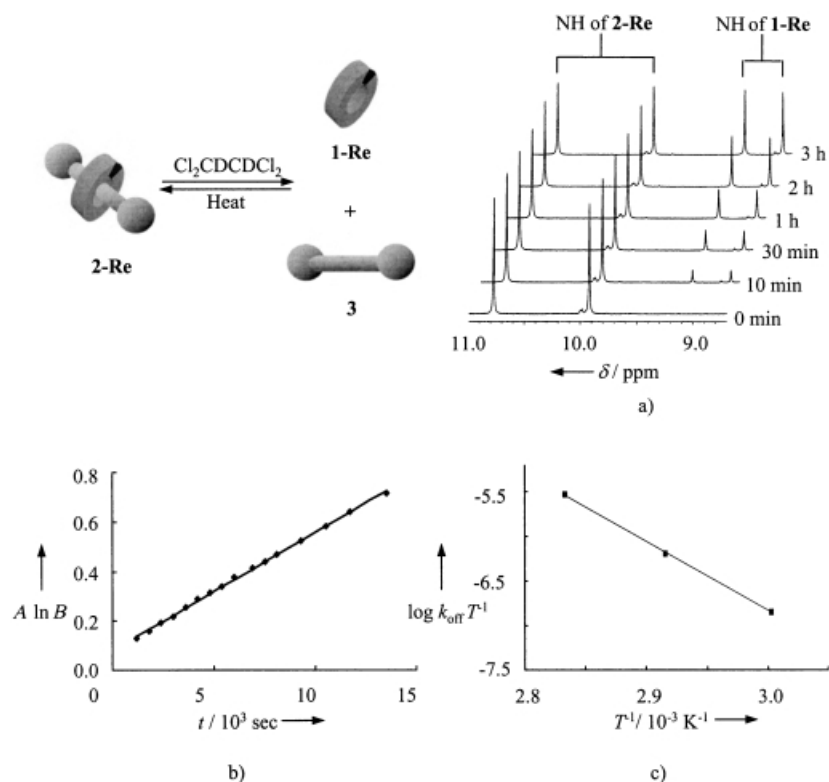 1-Re
Cl₂CDCDCl₂
Heat
+
2-Re
3
NH of 2-Re
NH of 1-Re
3 h
2 h
1 h
30 min
10 min
0 min
11.0 10.0 9.0
δ / ppm
a)
0.8
0.6
0.4
0.2
0.0
A ln B
0 5 10 15
t / 10³ sec
b)
-5.5
-6.5
-7.5
log k_off T⁻¹
2.8 2.9 3.0
T⁻¹/ 10⁻³ K⁻¹
c)